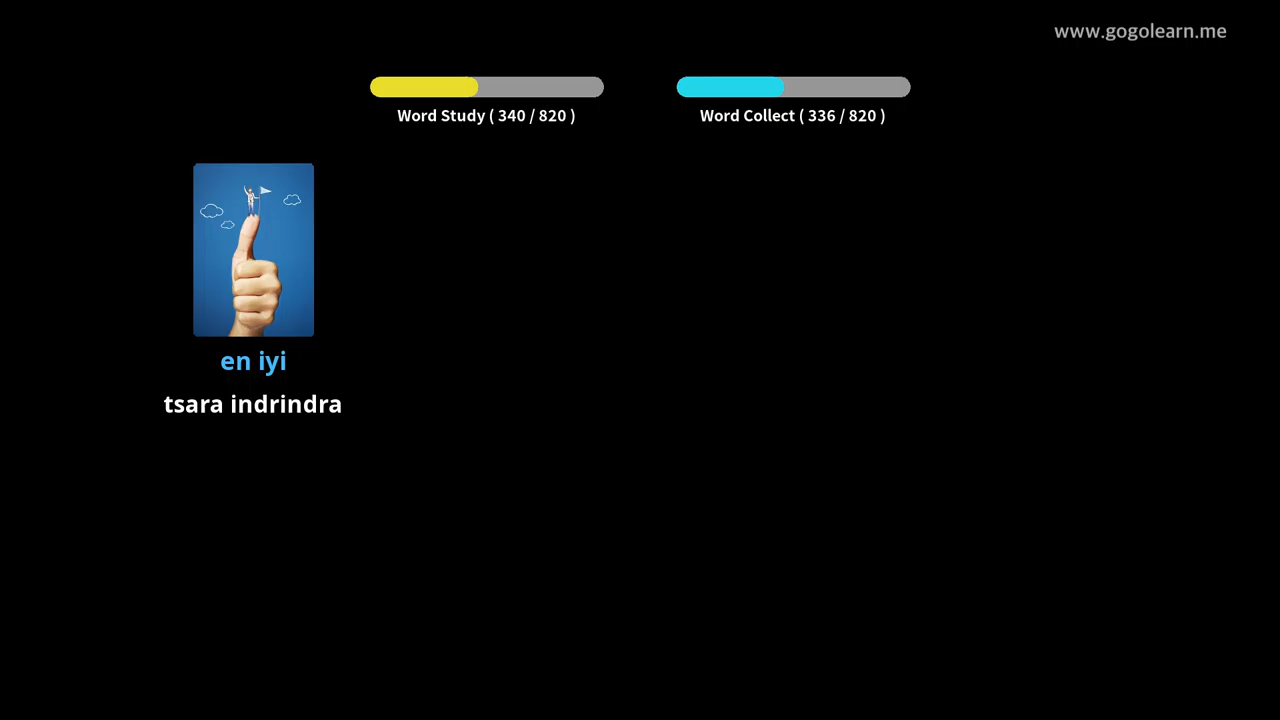 www.gogolearn.me
Word Study ( 340 / 820 )
Word Collect ( 336 / 820 )
en iyi
tsara indrindra